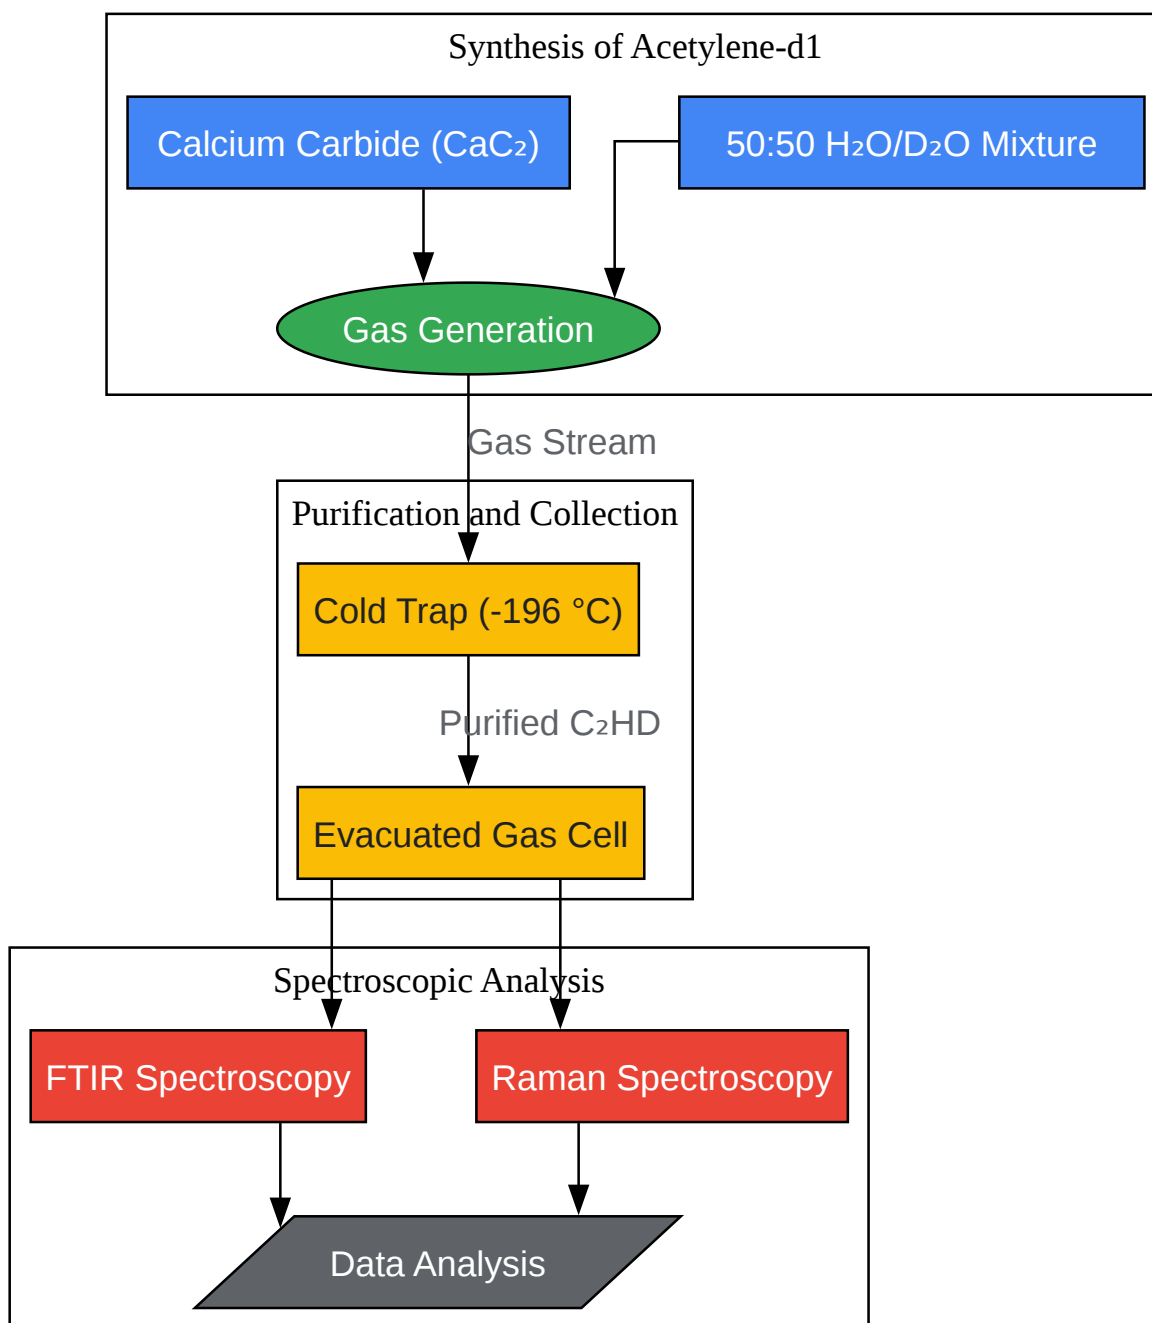 Synthesis of Acetylene-d1
Calcium Carbide (CaC₂)
50:50 H₂O/D₂O Mixture
Gas Generation
Gas Stream
Purification and Collection
Cold Trap (-196 °C)
Purified C₂HD
Evacuated Gas Cell
Spectroscopic Analysis
FTIR Spectroscopy
Raman Spectroscopy
Data Analysis